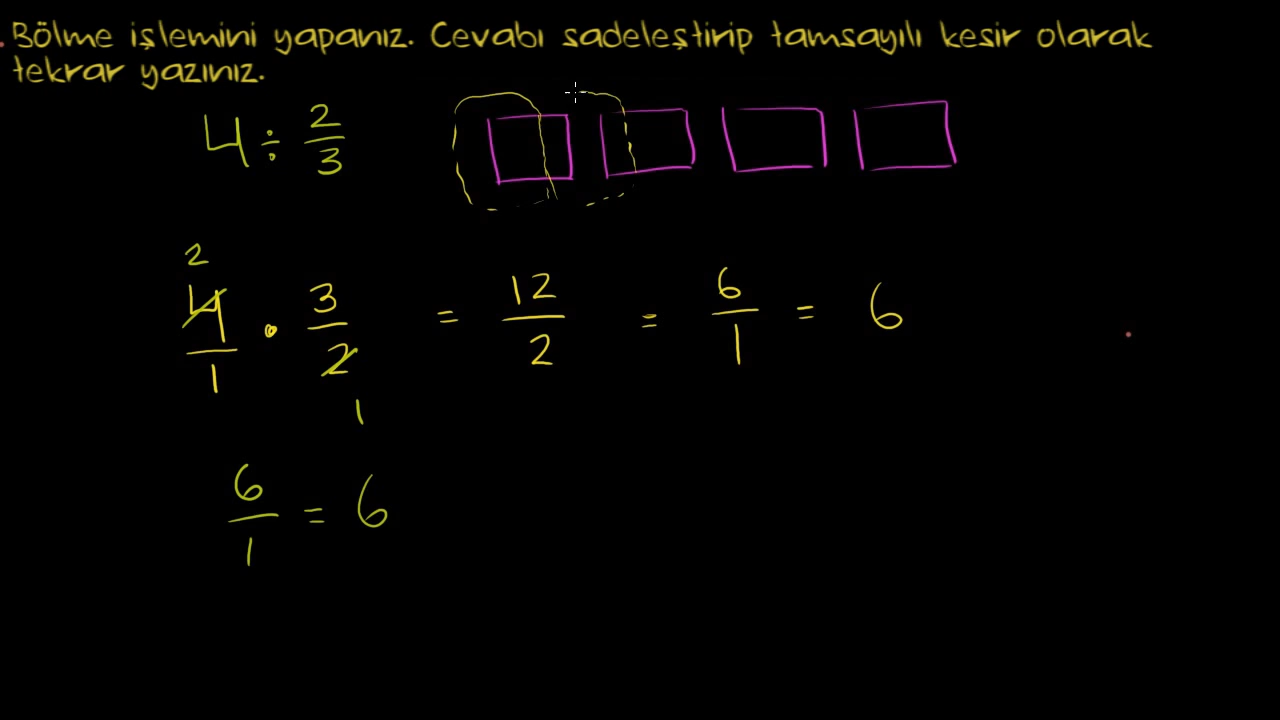 Bölme işlemini yapanız. Cevabı sadeleştirip tamsayılı kesir olarak
tekrar yazınız.
4 ÷ 2/3
2
4/1 · 3/2 = 12/2 = 6/1 = 6
1
6/1 = 6